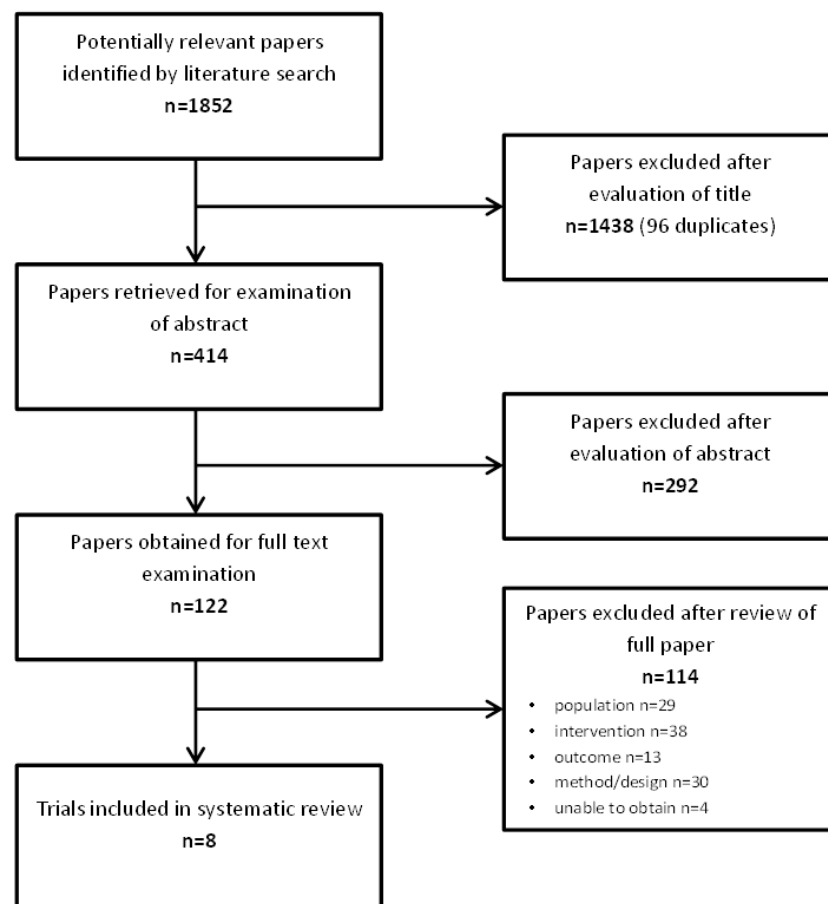 Potentially relevant papers
identified by literature search
n=1852
Papers excluded after
evaluation of title
n=1438 (96 duplicates)
Papers retrieved for examination
of abstract
n=414
Papers excluded after
evaluation of abstract
n=292
Papers obtained for full text
examination
n=122
Papers excluded after review of
full paper
n=114
• population n=29
• intervention n=38
• outcome n=13
• method/design n=30
• unable to obtain n=4
Trials included in systematic review
n=8